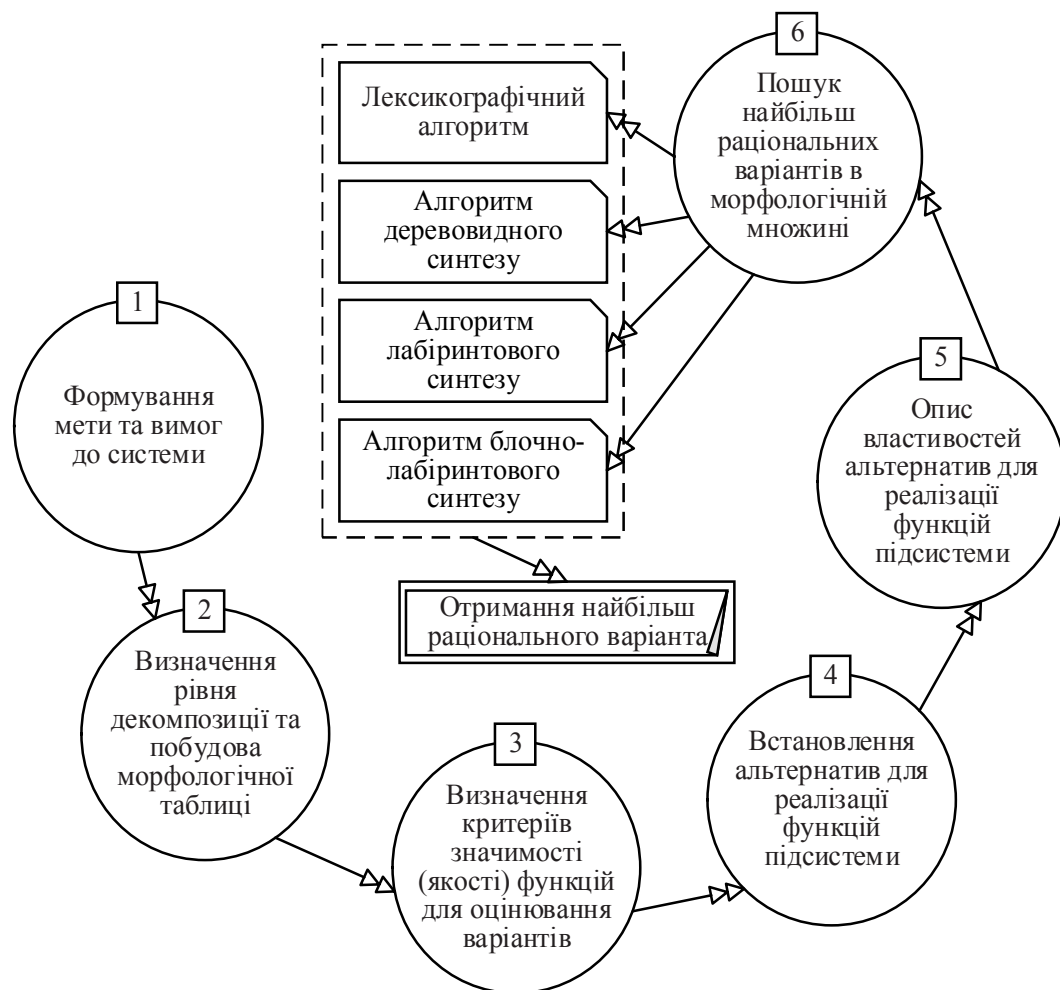 1
Формування
мети та вимог
до системи
2
Визначення
рівня
декомпозиції та
побудова
морфологічної
таблиці
3
Визначення
критеріїв
значимості
(якості) функцій
для оцінювання
варіантів
4
Встановлення
альтернатив для
реалізації
функцій
підсистеми
5
Опис
властивостей
альтернатив для
реалізації
функцій
підсистеми
6
Пошук
найбільш
раціональних
варіантів в
морфологічній
множині
Лексикографічний
алгоритм
Алгоритм
деревовидного
синтезу
Алгоритм
лабіринтового
синтезу
Алгоритм блочно-
лабіринтового
синтезу
Отримання найбільш
раціонального варіанта